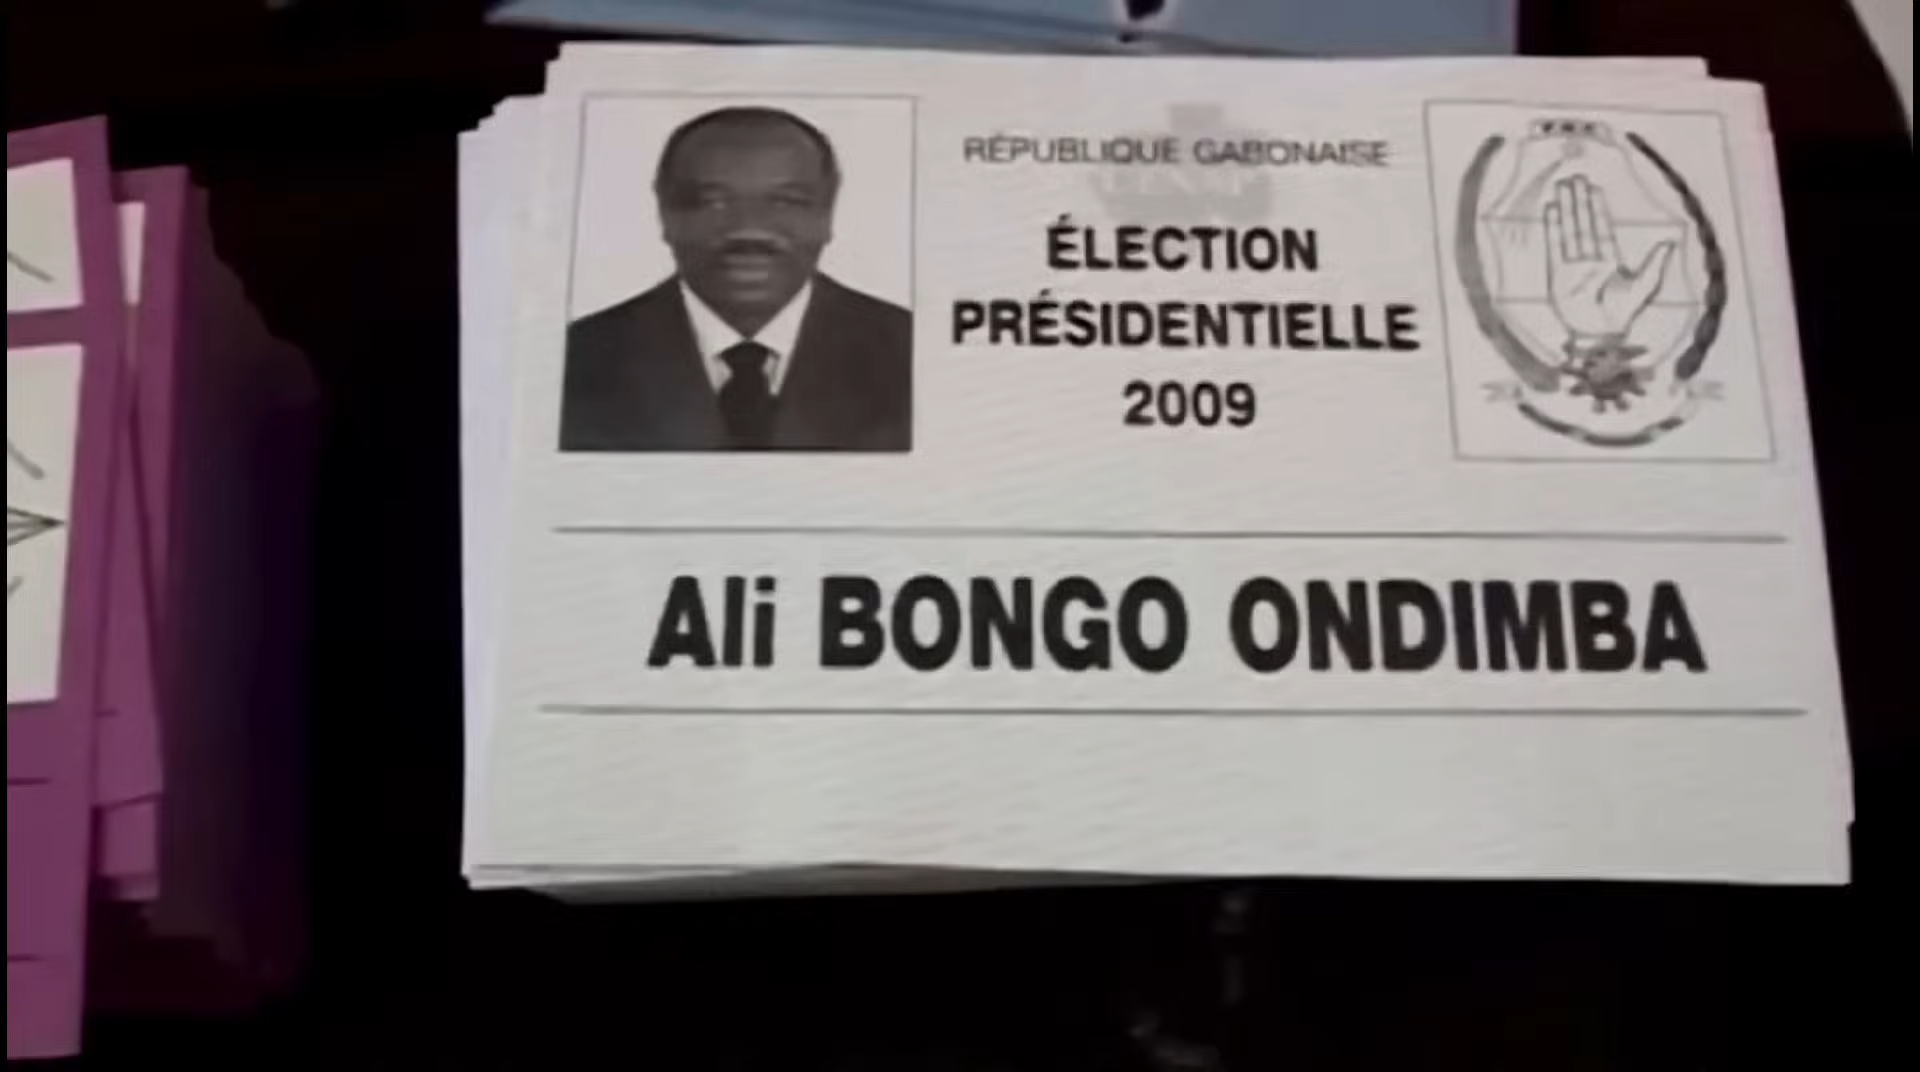 RÉPUBLIQUE GABONAISE
ÉLECTION
PRÉSIDENTIELLE
2009
Ali BONGO ONDIMBA